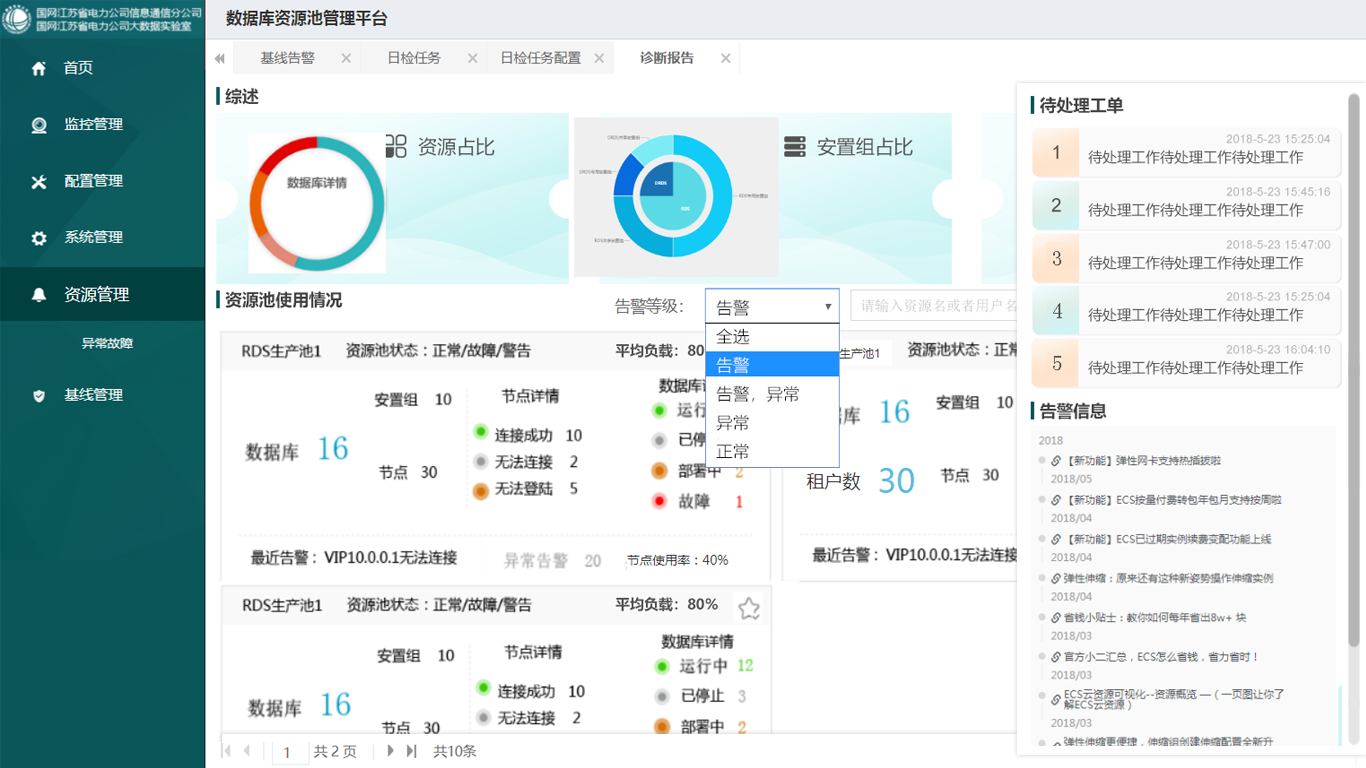 国网江苏省电力公司信息通信分公司
国网江苏省电力公司大数据实验室
数据库资源池管理平台
首页
监控管理
配置管理
系统管理
资源管理
异常故障
基线管理
基线告警
日检任务
日检任务配置
诊断报告
综述
数据库详情
资源占比
DRDS
RDS
安置组占比
资源池使用情况
告警等级：
告警
请输入资源名或者用户名
全选
告警
告警，异常
异常
正常
RDS生产池1 资源池状态：正常/故障/警告 平均负载：80
安置组 10
节点详情
数据库
数据库 16
节点 30
连接成功 10
无法连接 2
无法登陆 5
运行
已停
部署中 2
故障 1
最近告警：VIP10.0.0.1无法连接 异常告警 20 节点使用率：40%
生产池1 资源池状态：正常
库 16
安置组 10
租户数 30
节点 30
最近告警：VIP10.0.0.1无法连接
RDS生产池1 资源池状态：正常/故障/警告 平均负载：80%
安置组 10
节点详情
数据库详情
数据库 16
节点 30
连接成功 10
无法连接 2
运行中 12
已停止 3
部署中 2
1 共 2 页 共10条
待处理工单
1
2018-5-23 15:25:04
待处理工作待处理工作待处理工作
2
2018-5-23 15:45:16
待处理工作待处理工作待处理工作
3
2018-5-23 15:47:00
待处理工作待处理工作待处理工作
4
2018-5-23 15:25:04
待处理工作待处理工作待处理工作
5
2018-5-23 16:04:10
待处理工作待处理工作待处理工作
告警信息
2018
【新功能】弹性网卡支持热插拔啦
2018/05
【新功能】ECS按量付费转包年包月支持按周啦
2018/04
【新功能】ECS已过期实例续费变配功能上线
2018/04
弹性伸缩：原来还有这种新姿势操作伸缩实例
2018/04
省钱小贴士：教你如何每年省出8w+ 块
2018/03
官方小二汇总，ECS怎么省钱，省力省时！
2018/03
ECS云资源可视化--资源概览 —（一页图让你了
解ECS云资源）
2018/03
弹性伸缩更便捷，伸缩组创建伸缩配置全新升